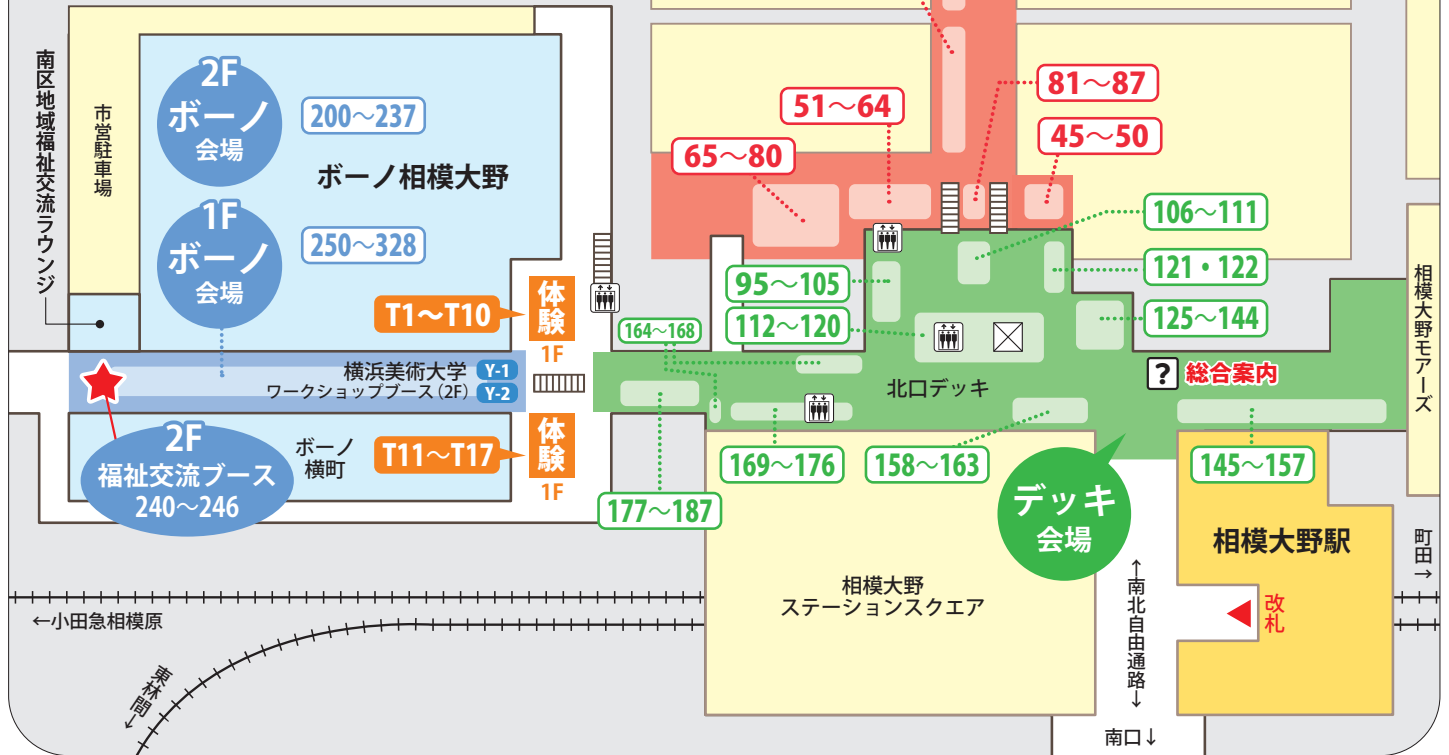 南区地域福祉交流ラウンジ
市営駐車場
2F
ボーノ
会場
200～237
ボーノ相模大野
1F
ボーノ
会場
250～328
T1～T10
体験
1F
横浜美術大学
ワークショップブース（2F）
Y-1
Y-2
2F
福祉交流ブース
240～246
ボーノ
横町
T11～T17
体験
1F
51～64
65～80
81～87
45～50
106～111
121・122
125～144
95～105
112～120
164～168
北口デッキ
?
総合案内
相模大野モアーズ
169～176
158～163
145～157
177～187
デッキ
会場
相模大野駅
相模大野
ステーションスクエア
←南北自由通路→
改札
町田→
←小田急相模原
東林間←
南口↓